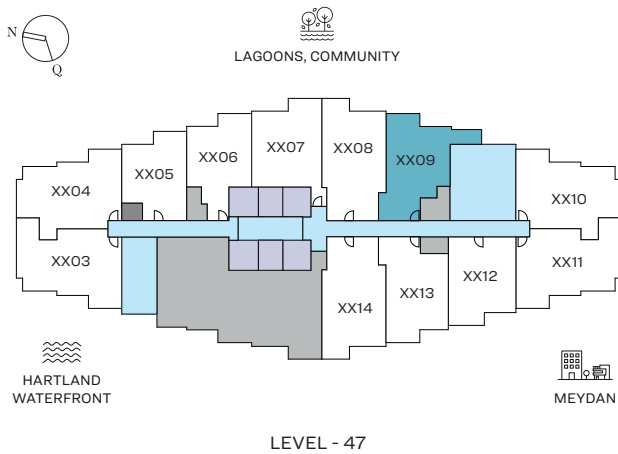 N
Q
LAGOONS, COMMUNITY
XX04
XX05
XX06
XX07
XX08
XX09
XX10
XX03
XX14
XX13
XX12
XX11
HARTLAND
WATERFRONT
MEYDAN
LEVEL - 47